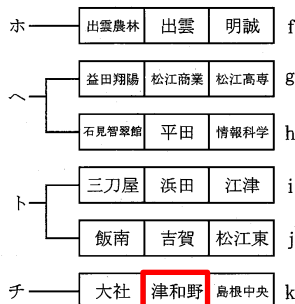 ホ 出雲農林 出雲 明誠 f
益田翔陽 松江商業 松江高専 g
ヘ
石見智翠館 平田 情報科学 h
三刀屋 浜田 江津 i
ト
飯南 吉賀 松江東 j
チ 大社 津和野 島根中央 k